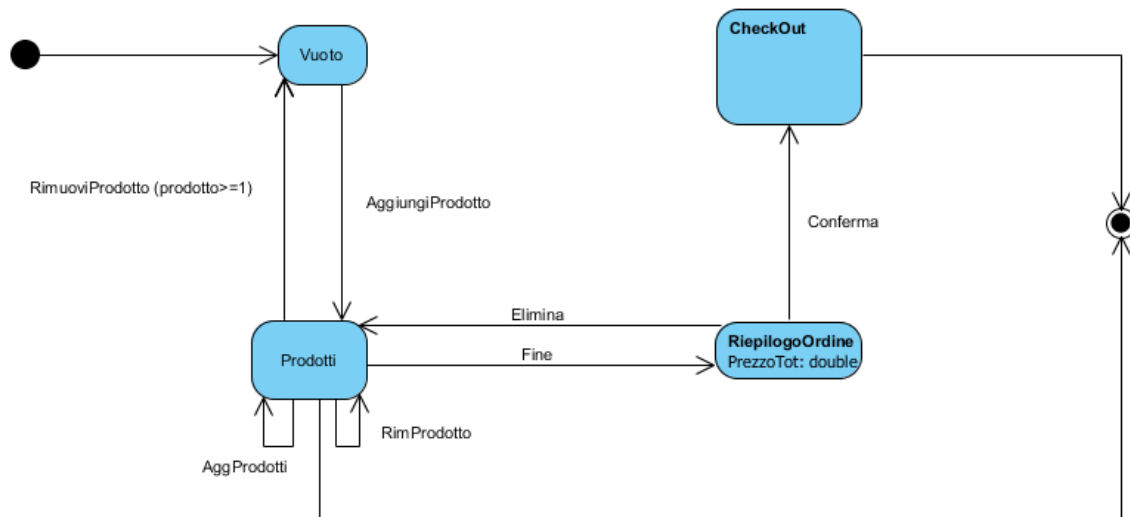 CheckOut
Vuoto
RimuoviProdotto (prodotto>=1)
AggiungiProdotto
Conferma
Elimina
RiepilogoOrdine
PrezzoTot: double
Fine
Prodotti
RimProdotto
AggProdotti